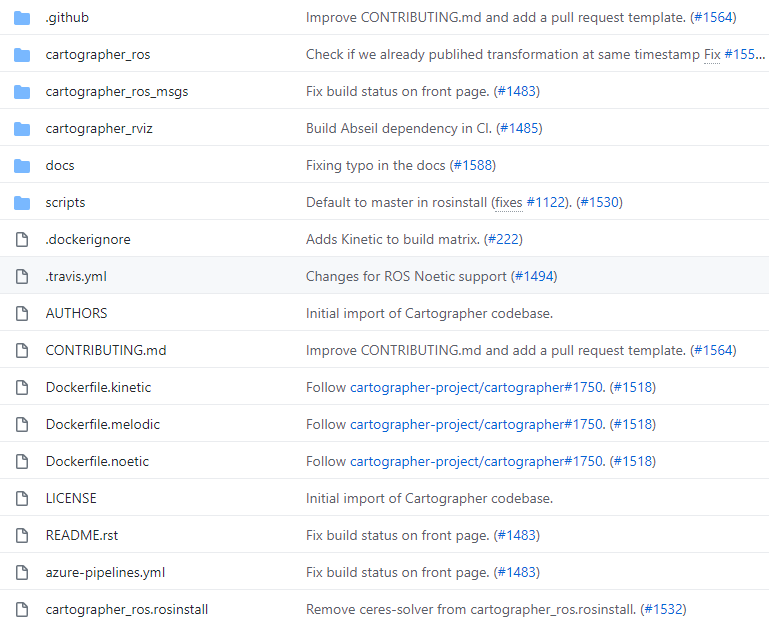 .github Improve CONTRIBUTING.md and add a pull request template. (#1564)
cartographer_ros Check if we already publihed transformation at same timestamp Fix #155...
cartographer_ros_msgs Fix build status on front page. (#1483)
cartographer_rviz Build Abseil dependency in CI. (#1485)
docs Fixing typo in the docs (#1588)
scripts Default to master in rosinstall (fixes #1122). (#1530)
.dockerignore Adds Kinetic to build matrix. (#222)
.travis.yml Changes for ROS Noetic support (#1494)
AUTHORS Initial import of Cartographer codebase.
CONTRIBUTING.md Improve CONTRIBUTING.md and add a pull request template. (#1564)
Dockerfile.kinetic Follow cartographer-project/cartographer#1750. (#1518)
Dockerfile.melodic Follow cartographer-project/cartographer#1750. (#1518)
Dockerfile.noetic Follow cartographer-project/cartographer#1750. (#1518)
LICENSE Initial import of Cartographer codebase.
README.rst Fix build status on front page. (#1483)
azure-pipelines.yml Fix build status on front page. (#1483)
cartographer_ros.rosinstall Remove ceres-solver from cartographer_ros.rosinstall. (#1532)